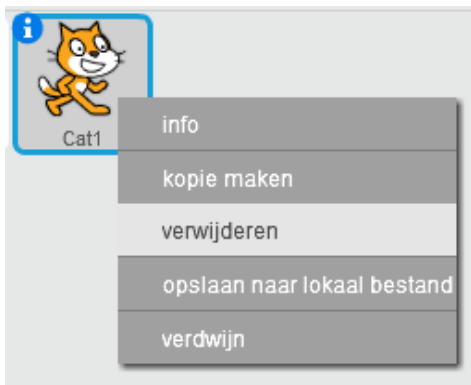 Cat1
info
kopie maken
verwijderen
opslaan naar lokaal bestand
verdwijn